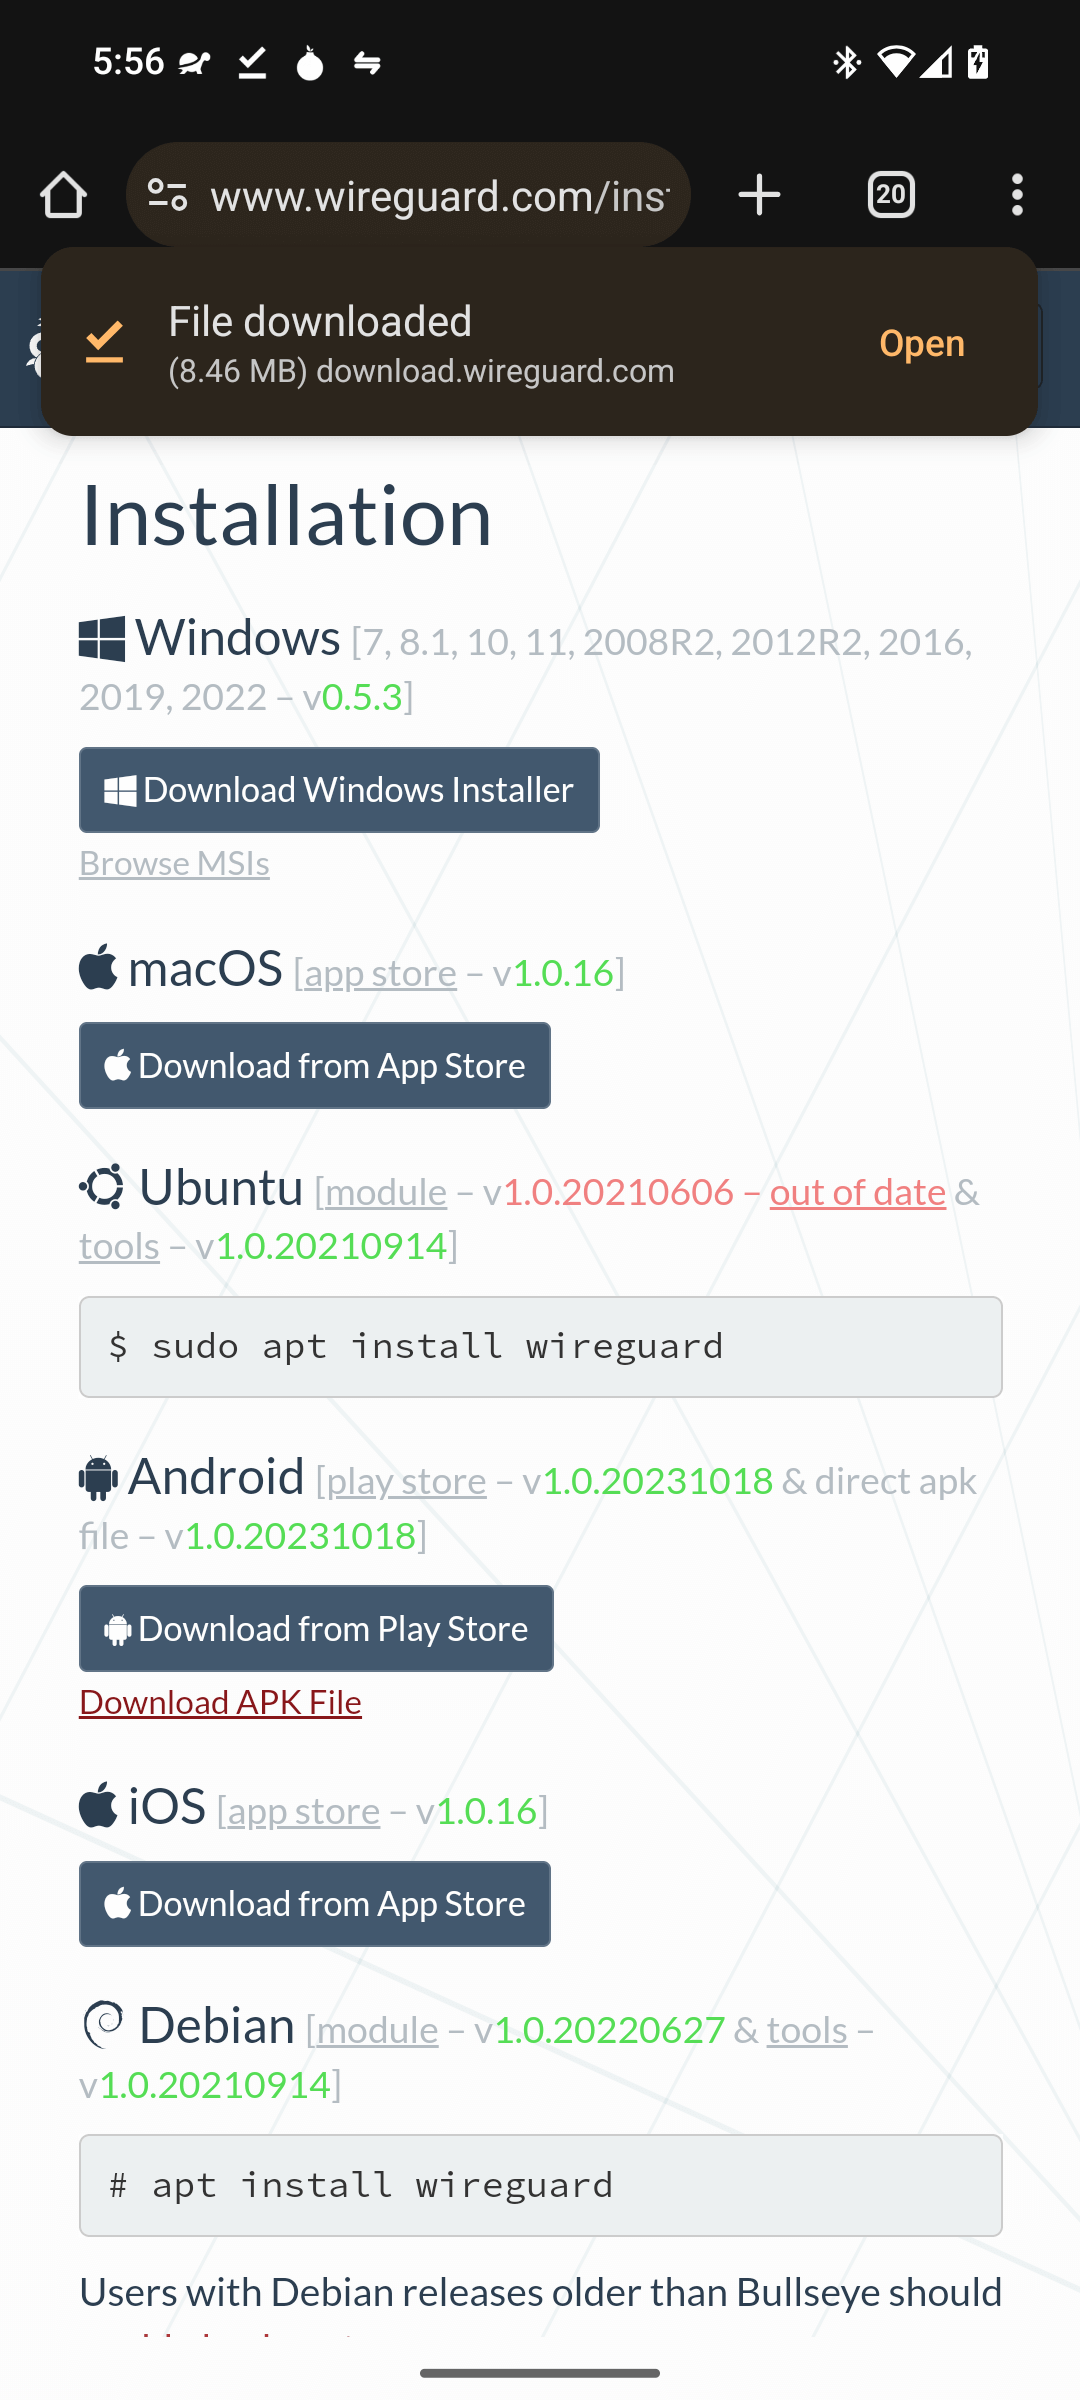 5:56
www.wireguard.com/ins
20
File downloaded
(8.46 MB) download.wireguard.com
Open
Installation
Windows [7, 8.1, 10, 11, 2008R2, 2012R2, 2016,
2019, 2022 – v0.5.3]
Download Windows Installer
Browse MSIs
macOS [app store – v1.0.16]
Download from App Store
Ubuntu [module – v1.0.20210606 – out of date &
tools – v1.0.20210914]
$ sudo apt install wireguard
Android [play store – v1.0.20231018 & direct apk
file – v1.0.20231018]
Download from Play Store
Download APK File
iOS [app store – v1.0.16]
Download from App Store
Debian [module – v1.0.20220627 & tools –
v1.0.20210914]
# apt install wireguard
Users with Debian releases older than Bullseye should